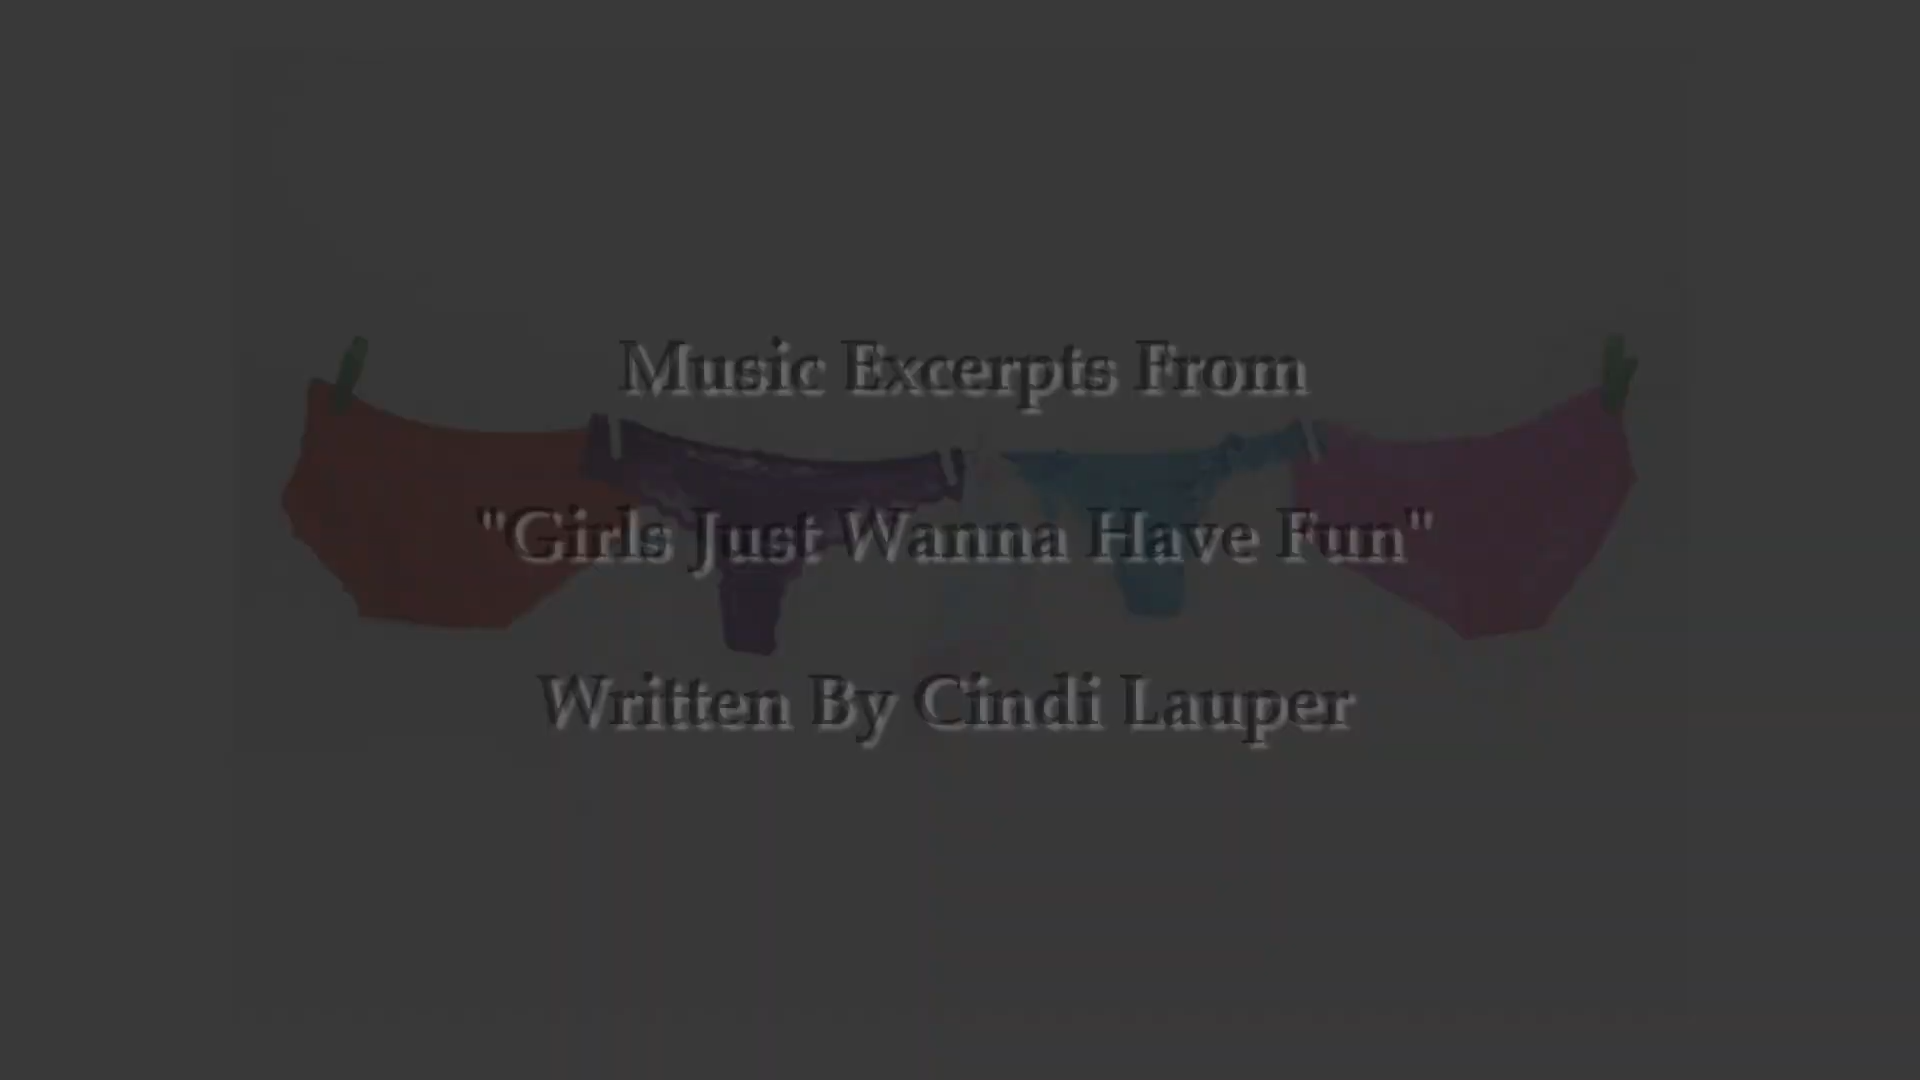 Music Excerpts From
"Girls Just Wanna Have Fun"
Written By Cindi Lauper